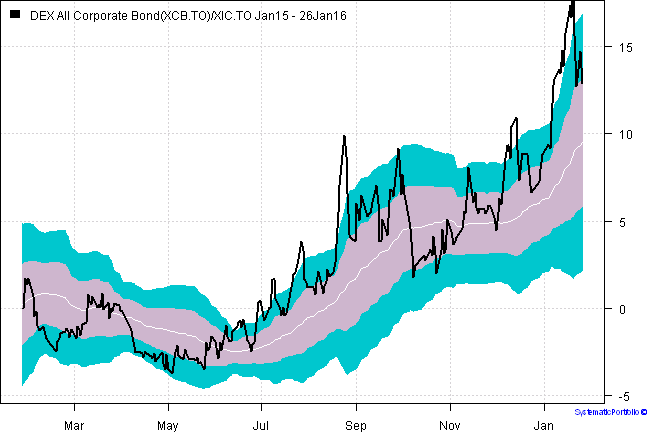 DEX All Corporate Bond(XCB.TO)/XIC.TO Jan15 - 26Jan16
15
10
5
0
-5
Mar May Jul Sep Nov Jan
SystematicPortfolio ©